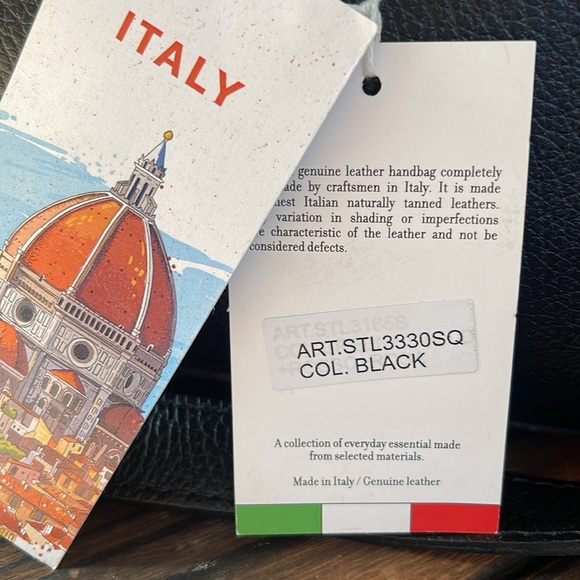 ITALY
genuine leather handbag completely
by craftsmen in Italy. It is made
Italian naturally tanned leathers.
variation in shading or imperfections
characteristic of the leather and not be
considered defects.
ART.STL3165S
ART.STL3330SQ
COL. BLACK
A collection of everyday essential made
from selected materials.
Made in Italy / Genuine leather